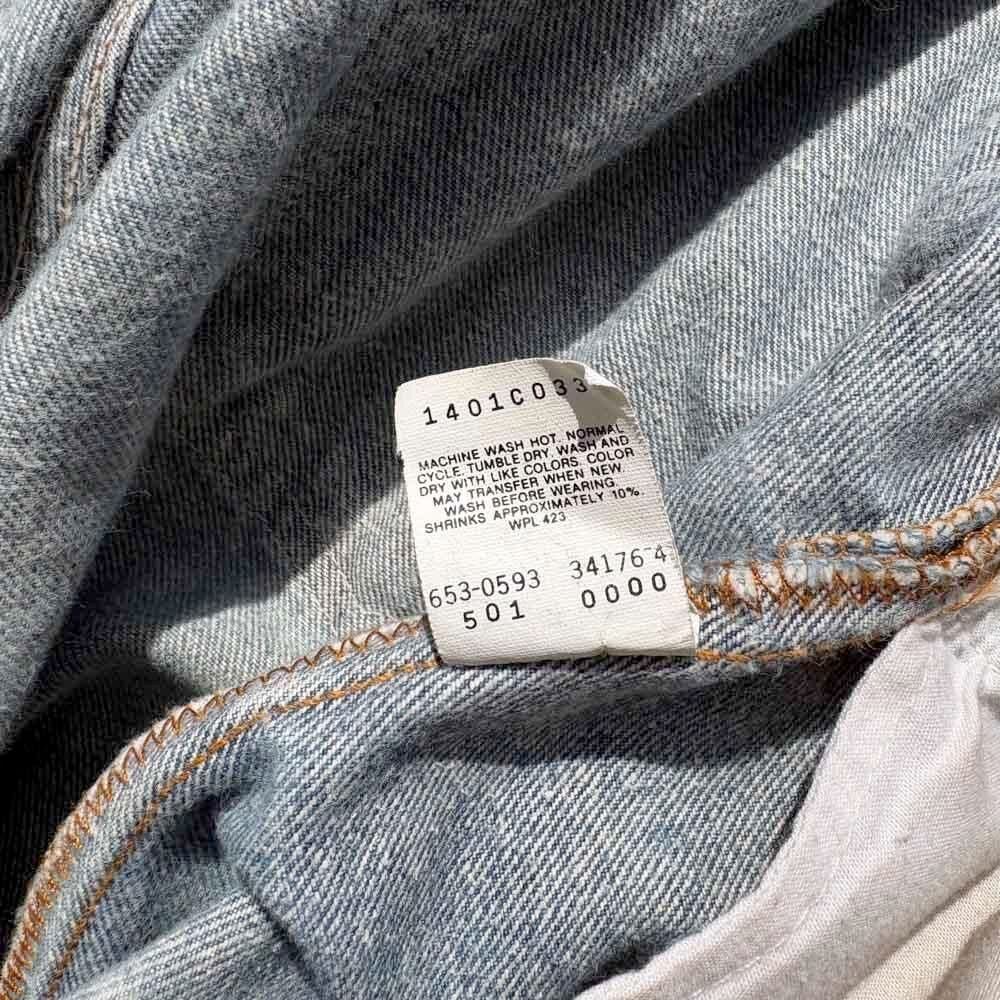 1401C033
MACHINE WASH HOT, NORMAL
CYCLE. TUMBLE DRY. WASH AND
DRY WITH LIKE COLORS. COLOR
MAY TRANSFER WHEN NEW.
WASH BEFORE WEARING.
SHRINKS APPROXIMATELY 10%.
WPL 423
653-0593 34176-4
501 0000